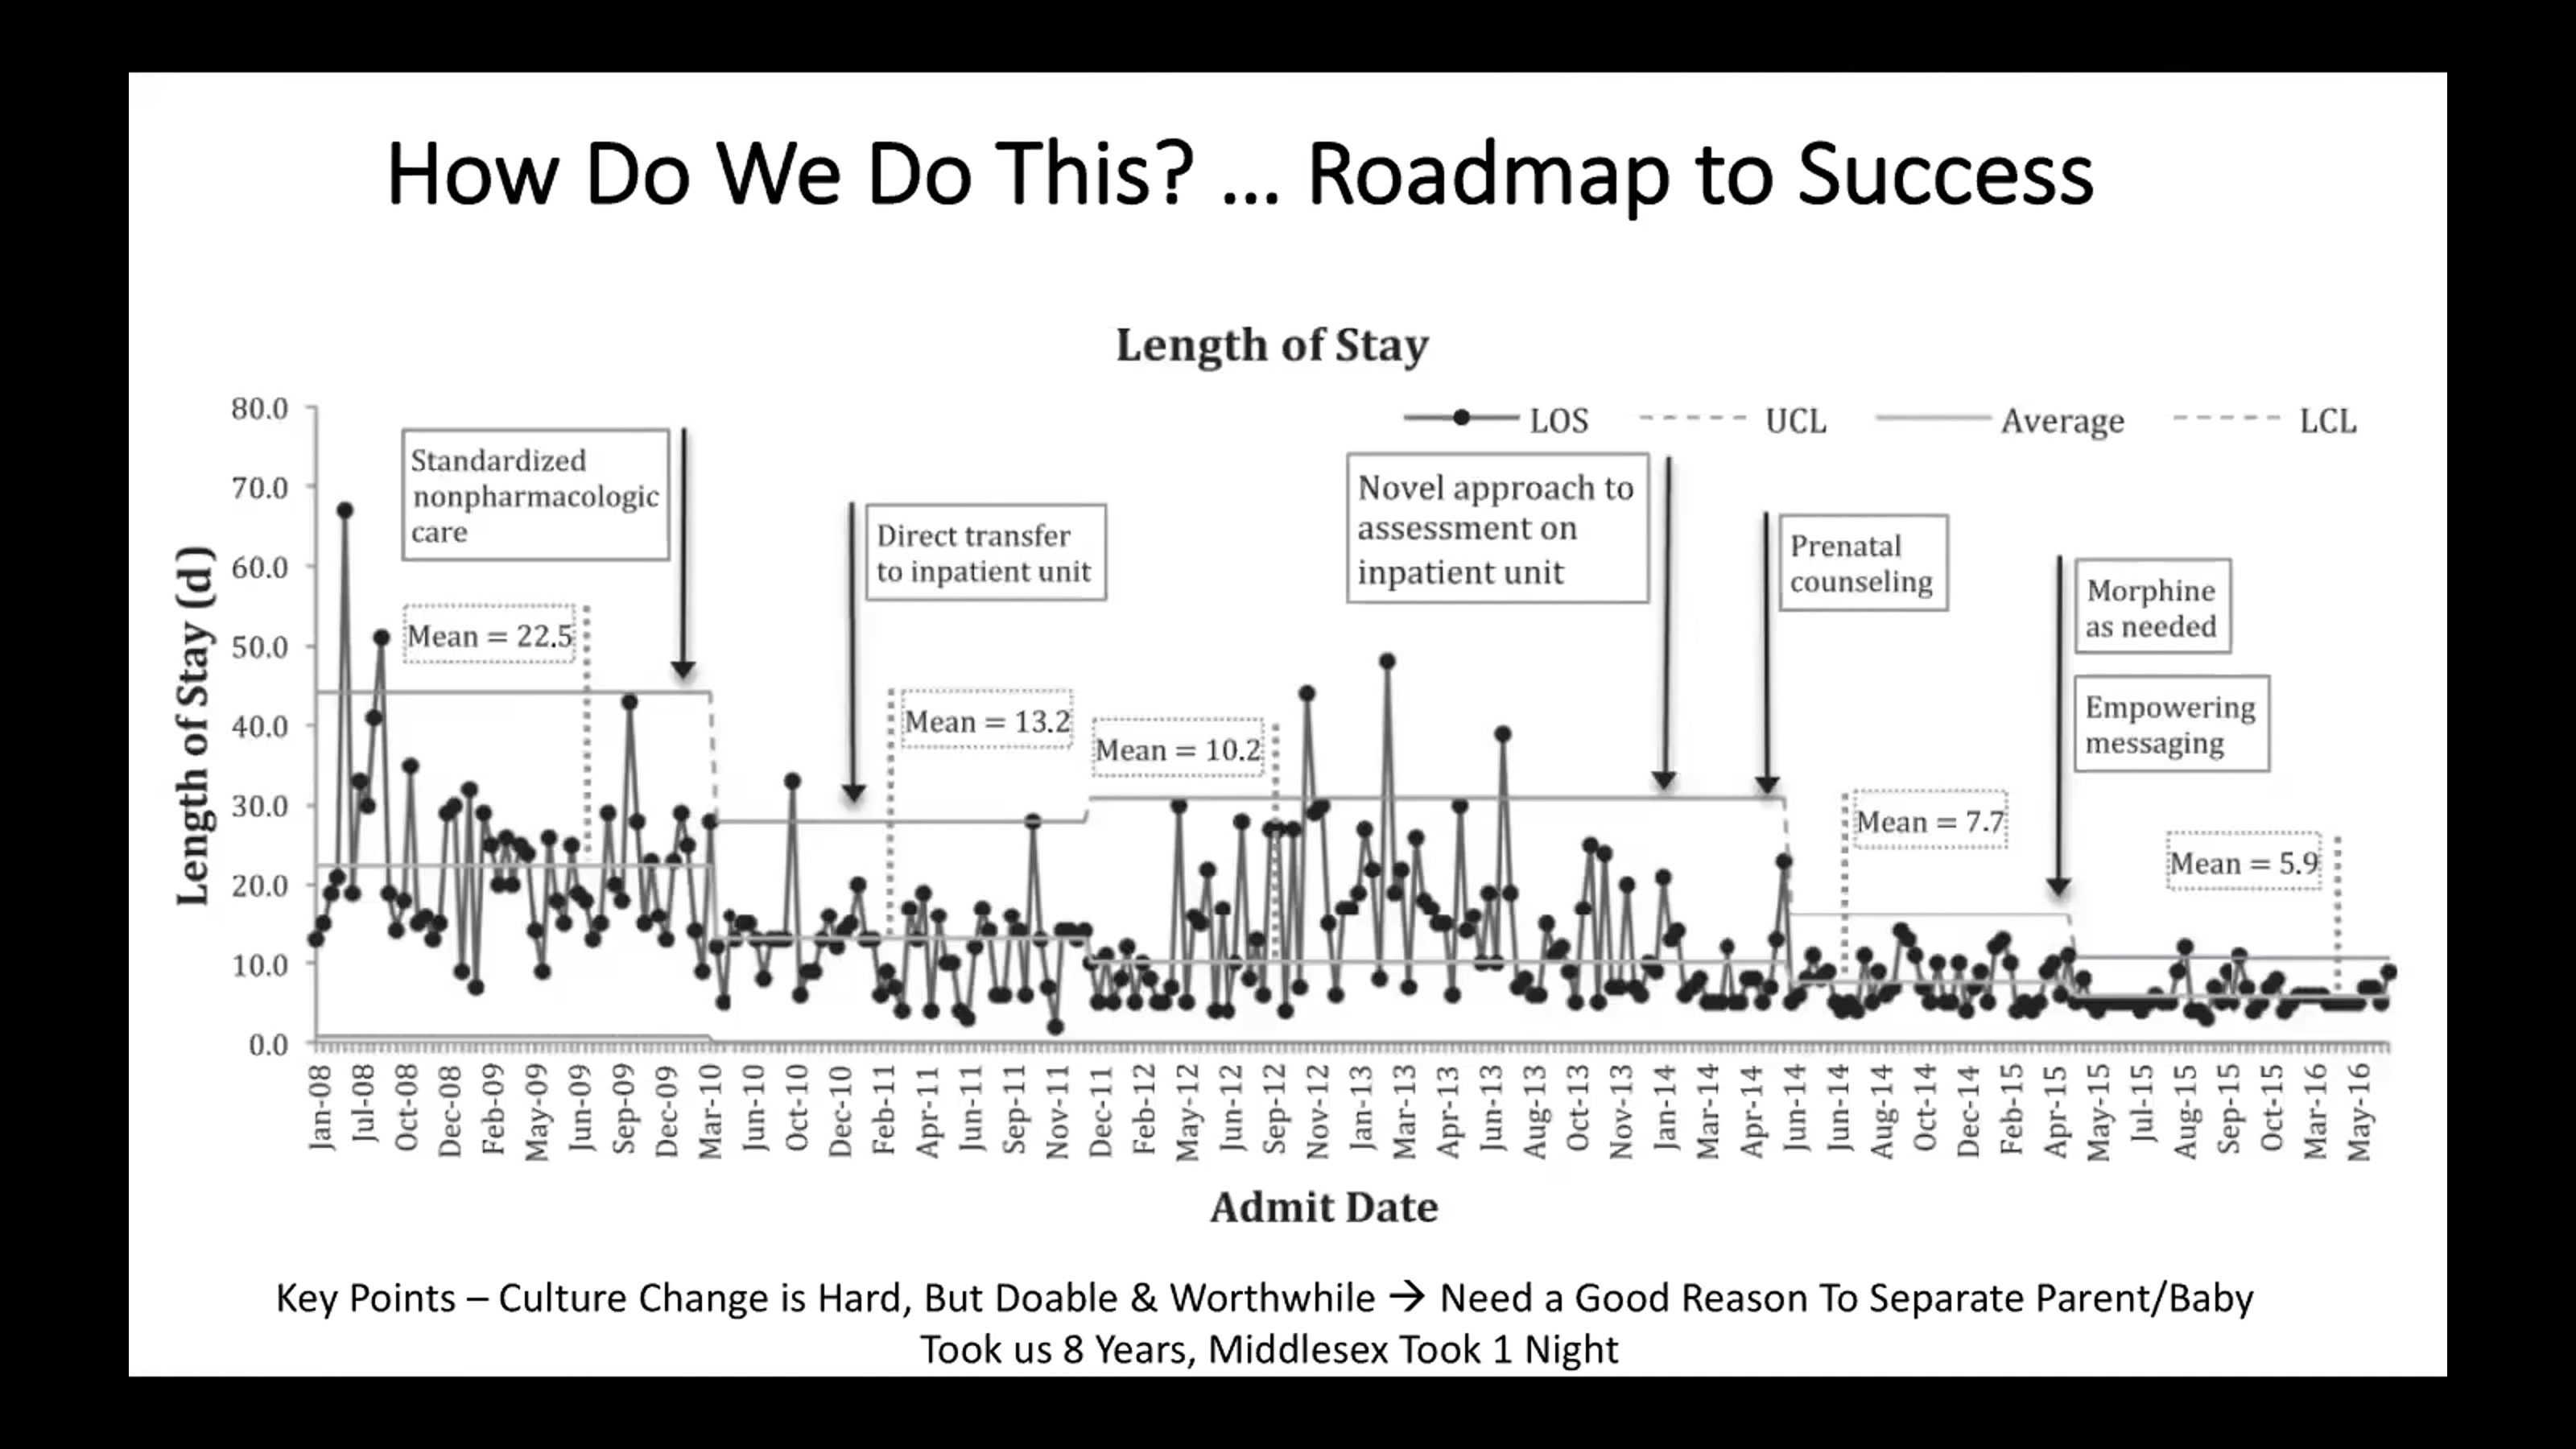 How Do We Do This? ... Roadmap to Success
Length of Stay
LOS
UCL
Average
LCL
Length of Stay (d)
80.0
70.0
60.0
50.0
40.0
30.0
20.0
10.0
0.0
Standardized
nonpharmacologic
care
Mean = 22.5
Direct transfer
to inpatient unit
Mean = 13.2
Mean = 10.2
Novel approach to
assessment on
inpatient unit
Prenatal
counseling
Mean = 7.7
Morphine
as needed
Empowering
messaging
Mean = 5.9
Jan-08
Jul-08
Oct-08
Dec-08
Feb-09
May-09
Jun-09
Sep-09
Dec-09
Mar-10
Jun-10
Oct-10
Dec-10
Feb-11
Apr-11
Jun-11
Sep-11
Nov-11
Dec-11
Feb-12
May-12
Jun-12
Sep-12
Nov-12
Jan-13
Mar-13
Apr-13
Jun-13
Aug-13
Oct-13
Nov-13
Jan-14
Mar-14
Apr-14
Jun-14
Jun-14
Aug-14
Oct-14
Dec-14
Feb-15
Apr-15
May-15
Jul-15
Aug-15
Sep-15
Oct-15
Mar-16
May-16
Admit Date
Key Points – Culture Change is Hard, But Doable & Worthwhile → Need a Good Reason To Separate Parent/Baby
Took us 8 Years, Middlesex Took 1 Night